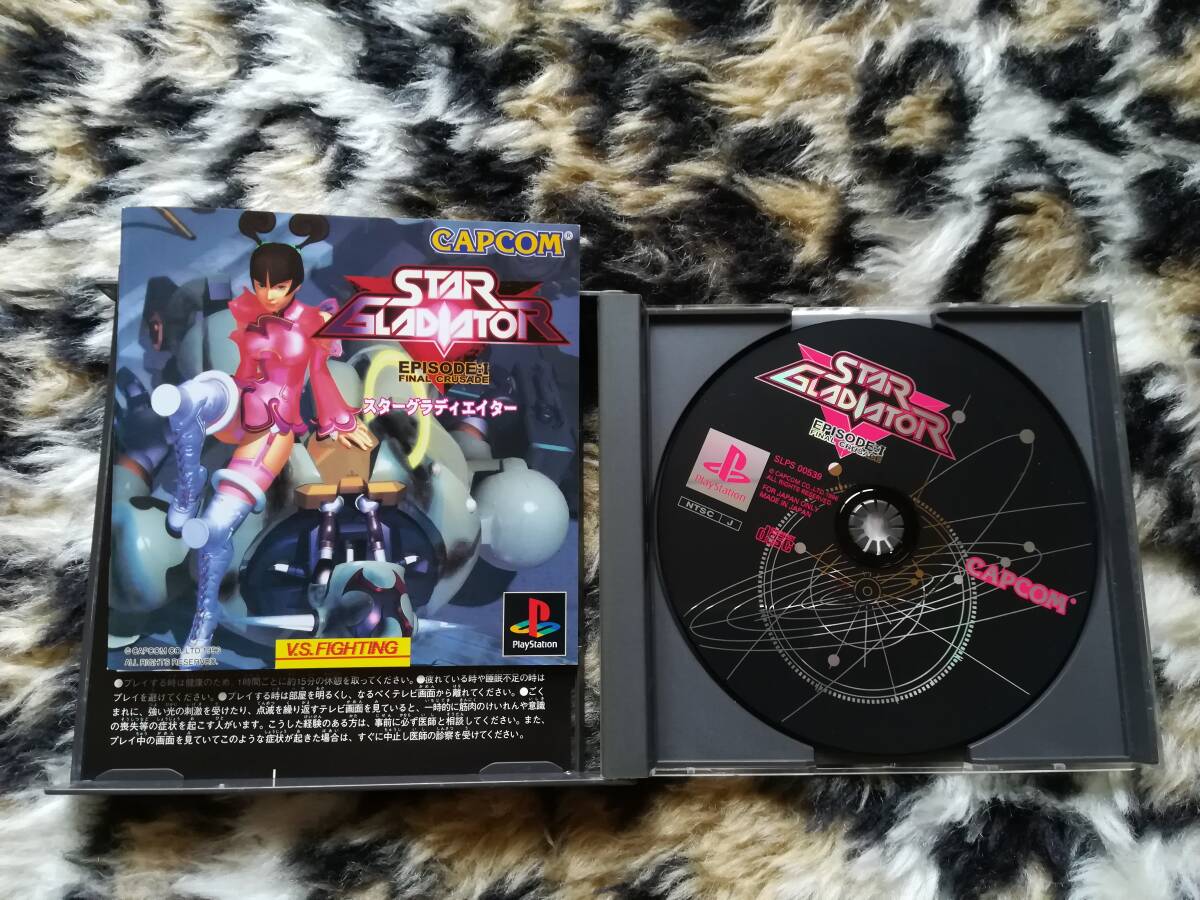 CAPCOM®
STAR
GLADIATOR
EPISODE:I
FINAL CRUSADE
スターグラディエイター
© CAPCOM CO., LTD 1996
ALL RIGHTS RESERVED.
V.S. FIGHTING
PlayStation
●プレイする時は健康のため、1時間ごとに約15分の休憩を取ってください。●疲れている時や睡眠不足の時は
プレイを避けてください。●プレイする時は部屋を明るくし、なるべくテレビ画面から離れてください。●ごく
まれに、強い光の刺激を受けたり、点滅を繰り返すテレビ画面を見ていると、一時的に筋肉のけいれんや意識
の喪失等の症状を起こす人がいます。こうした経験のある方は、事前に必ず医師と相談してください。また、
プレイ中の画面を見ていてこのような症状が起きた場合は、すぐに中止し医師の診察を受けてください。
STAR
GLADIATOR
EPISODE:I
FINAL CRUSADE
PlayStation
NTSC J
SLPS 00539
© CAPCOM CO., LTD. 1996
ALL RIGHTS RESERVED.
FOR JAPAN ONLY
MADE IN JAPAN
disc
CAPCOM®